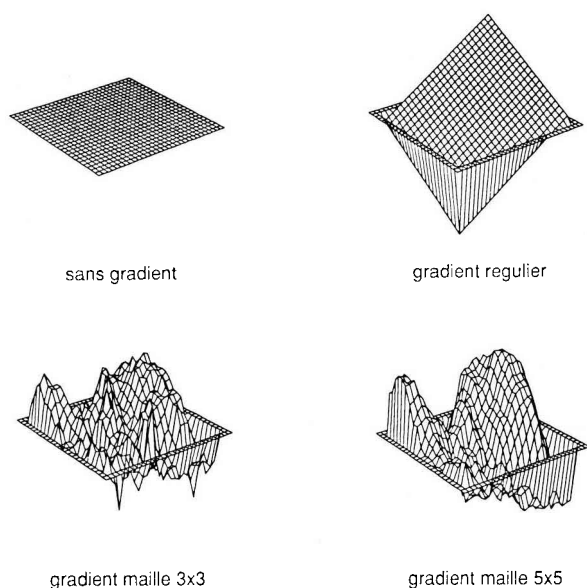 sans gradient
gradient regulier
gradient maille 3x3
gradient maille 5x5